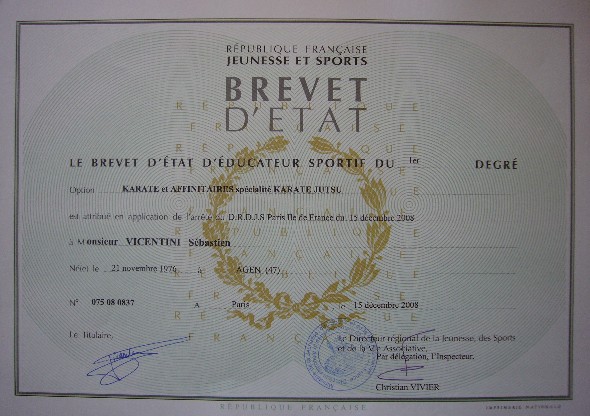 RÉPUBLIQUE FRANÇAISE
JEUNESSE ET SPORTS
BREVET
D'ÉTAT
LE BREVET D'ÉTAT D'ÉDUCATEUR SPORTIF DU 1er DEGRÉ
Option KARATE et AFFINITAIRES spécialité KARATE JUTSU
est attribué en application de l'arrêté du D.R.D.J.S Paris Ile de France du 15 décembre 2008
à Monsieur VICENTINI Sébastien
Né(e) le 21 novembre 1976 à AGEN (47)
N° 075 08 0837 A Paris le 15 décembre 2008
Le Titulaire,
Le Directeur régional de la Jeunesse, des Sports
et de la Vie Associative,
Par délégation, l'Inspecteur.
Christian VIVIER
RÉPUBLIQUE FRANÇAISE
IMPRIMERIE NATIONALE